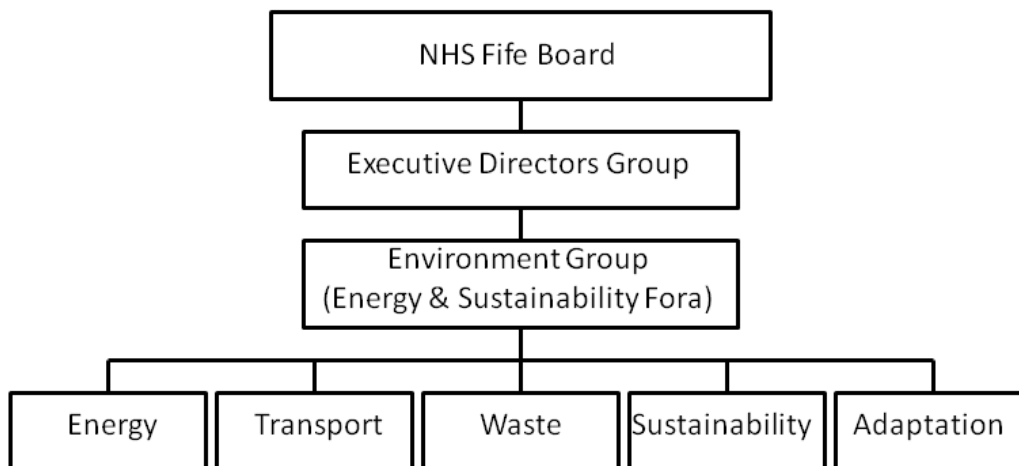 NHS Fife Board
Executive Directors Group
Environment Group
(Energy & Sustainability Fora)
Energy
Transport
Waste
Sustainability
Adaptation